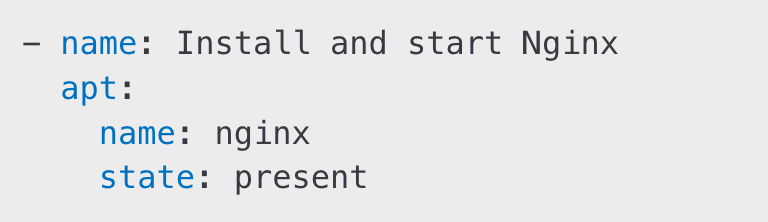 - name: Install and start Nginx
  apt:
    name: nginx
    state: present